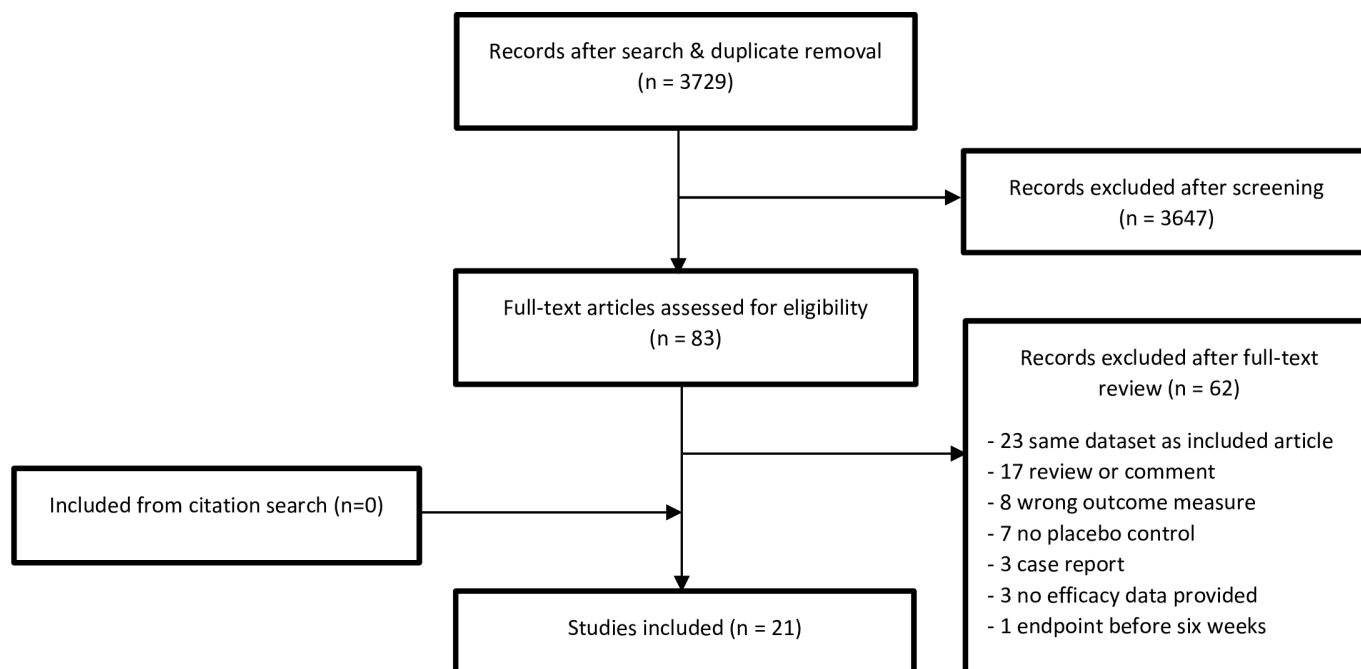 Records after search & duplicate removal
(n = 3729)
Records excluded after screening
(n = 3647)
Full-text articles assessed for eligibility
(n = 83)
Records excluded after full-text
review (n = 62)
- 23 same dataset as included article
- 17 review or comment
- 8 wrong outcome measure
- 7 no placebo control
- 3 case report
- 3 no efficacy data provided
- 1 endpoint before six weeks
Included from citation search (n=0)
Studies included (n = 21)